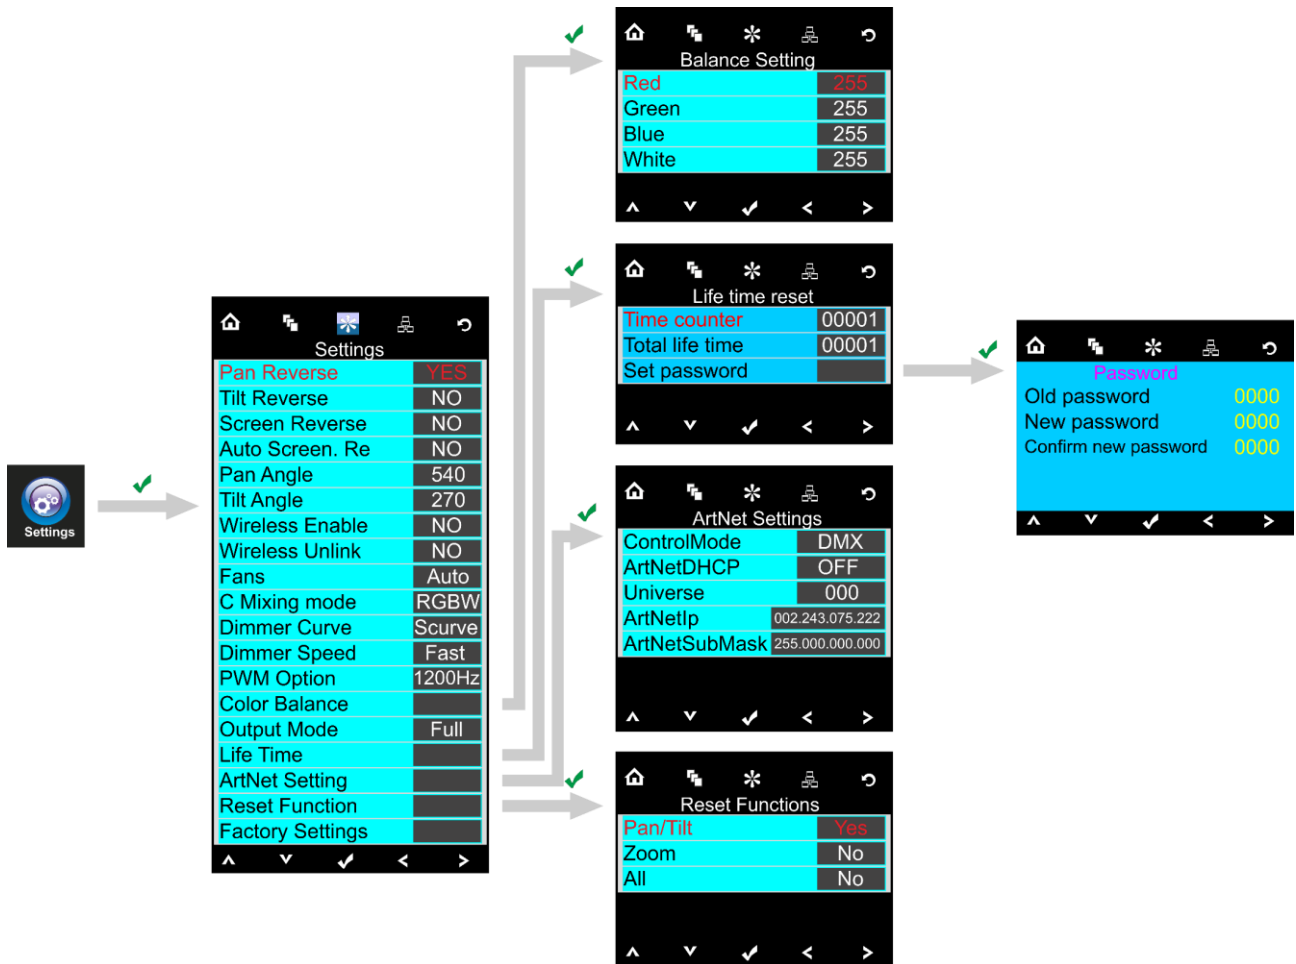 Settings
Settings
Pan Reverse YES
Tilt Reverse NO
Screen Reverse NO
Auto Screen. Re NO
Pan Angle 540
Tilt Angle 270
Wireless Enable NO
Wireless Unlink NO
Fans Auto
C Mixing mode RGBW
Dimmer Curve Scurve
Dimmer Speed Fast
PWM Option 1200Hz
Color Balance
Output Mode Full
Life Time
ArtNet Setting
Reset Function
Factory Settings
Balance Setting
Red 255
Green 255
Blue 255
White 255
Life time reset
Time counter 00001
Total life time 00001
Set password
ArtNet Settings
ControlMode DMX
ArtNetDHCP OFF
Universe 000
ArtNetIp 002.243.075.222
ArtNetSubMask 255.000.000.000
Reset Functions
Pan/Tilt Yes
Zoom No
All No
Password
Old password 0000
New password 0000
Confirm new password 0000